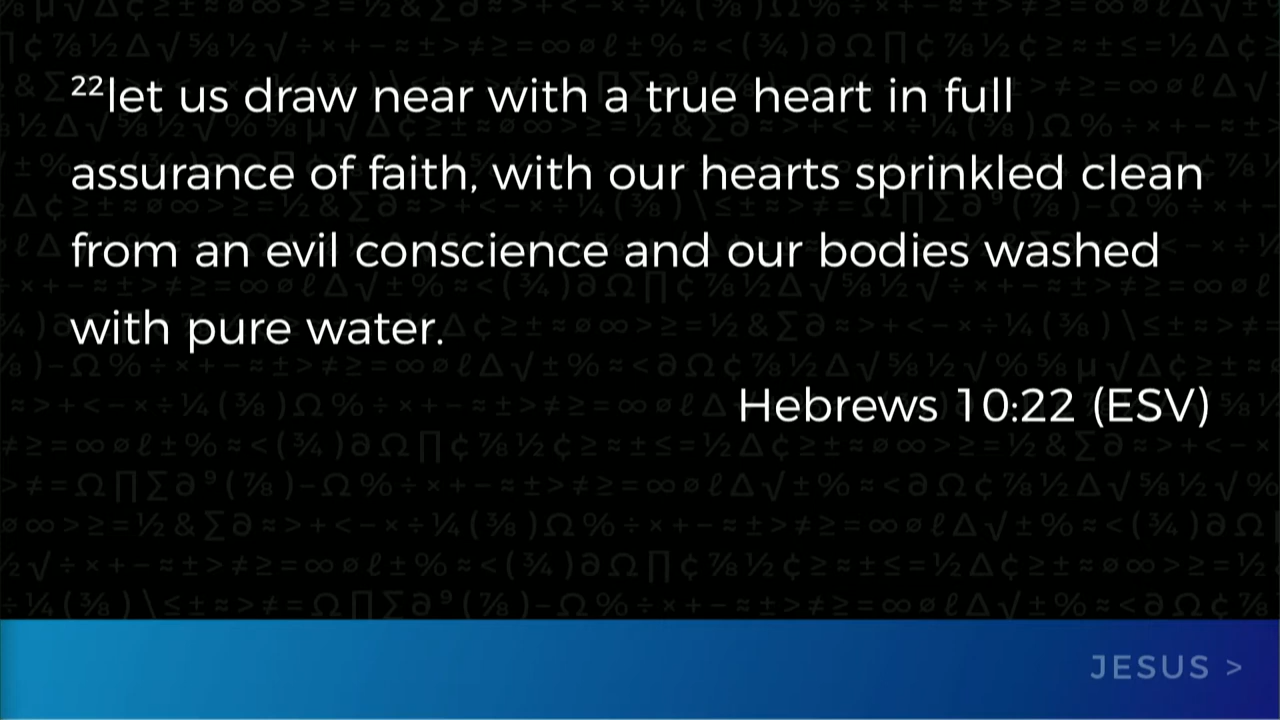 ²²let us draw near with a true heart in full
assurance of faith, with our hearts sprinkled clean
from an evil conscience and our bodies washed
with pure water.
Hebrews 10:22 (ESV)
JESUS >